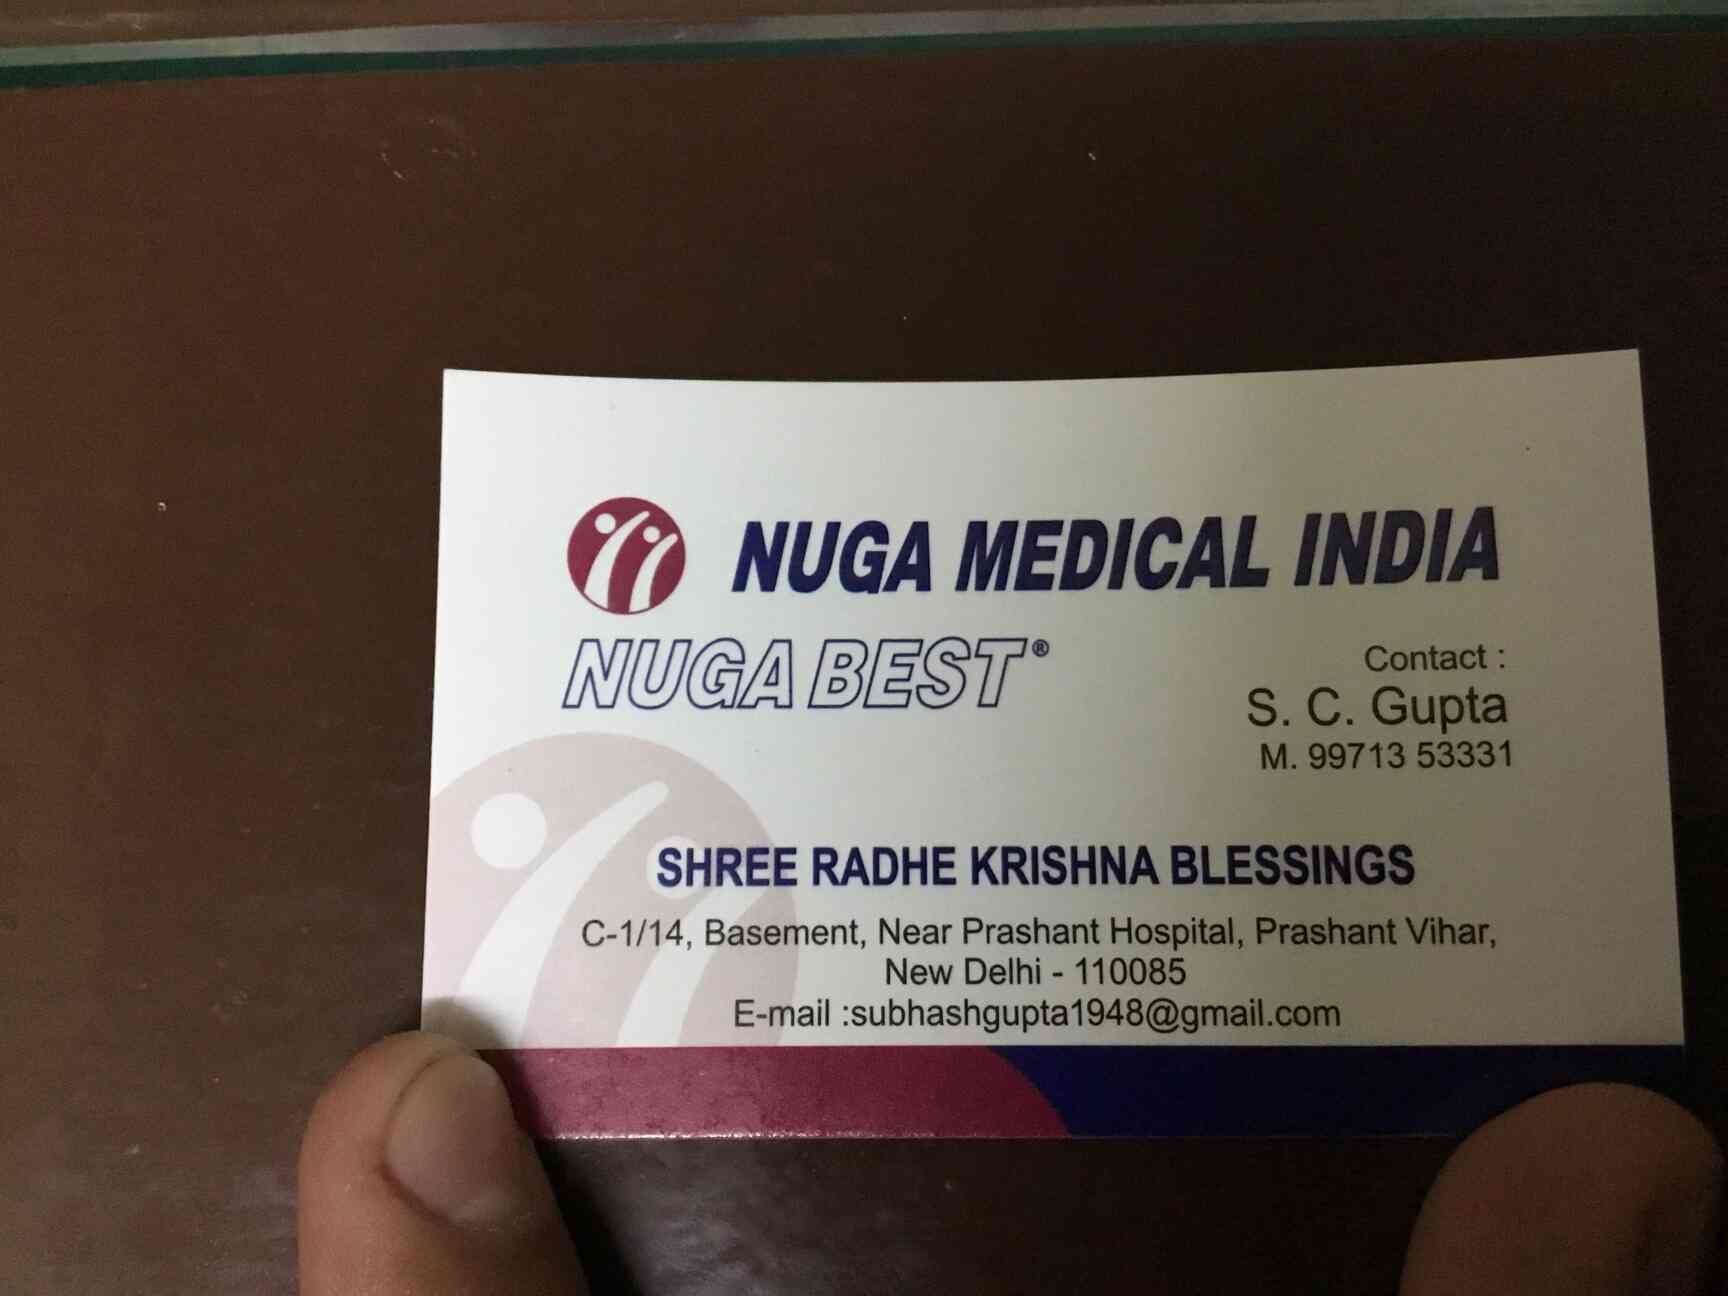 NUGA MEDICAL INDIA
NUGA BEST®
Contact :
S. C. Gupta
M. 99713 53331
SHREE RADHE KRISHNA BLESSINGS
C-1/14, Basement, Near Prashant Hospital, Prashant Vihar,
New Delhi - 110085
E-mail :subhashgupta1948@gmail.com